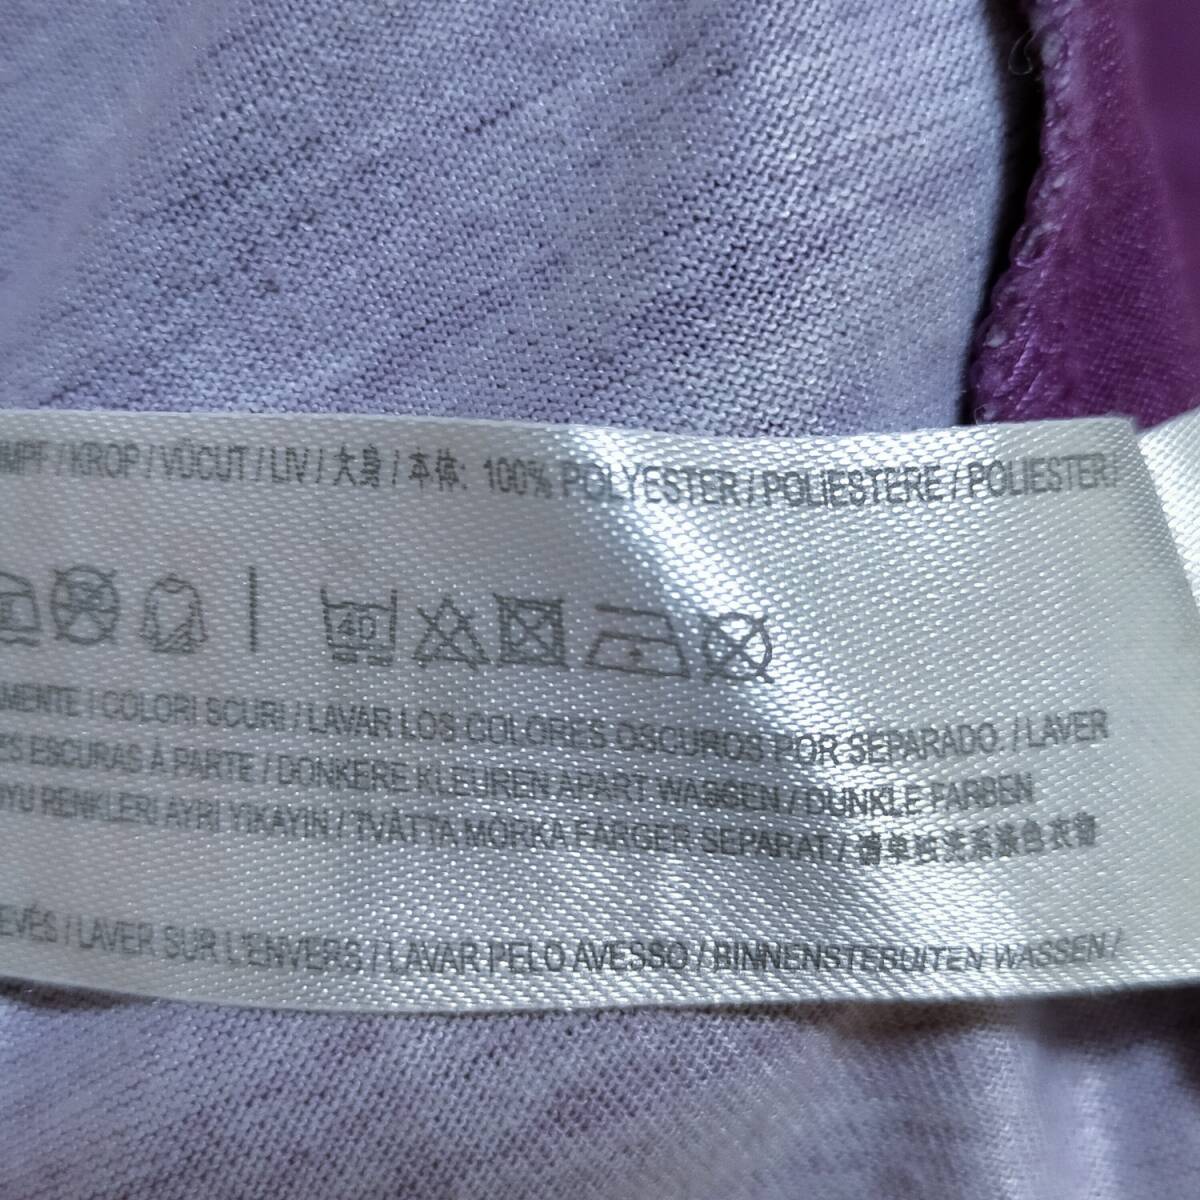 MPF / KROP / VÜCUT / LIV / 大身 / 本体: 100% POLYESTER / POLIESTERE / POLIESTER /
40
AMENTE / COLORI SCURI / LAVAR LOS COLORES OSCUROS POR SEPARADO. / LAVER
ES ESCURAS À PARTE / DONKERE KLEUREN APART WASSEN / DUNKLE FARBEN
OYU RENKLERI AYRI YIKAYIN / TVÄTTA MÖRKA FÄRGER SEPARAT /
EVÉS / LAVER SUR L'ENVERS / LAVAR PELO AVESSO / BINNENSTEBUITEN WASSEN /